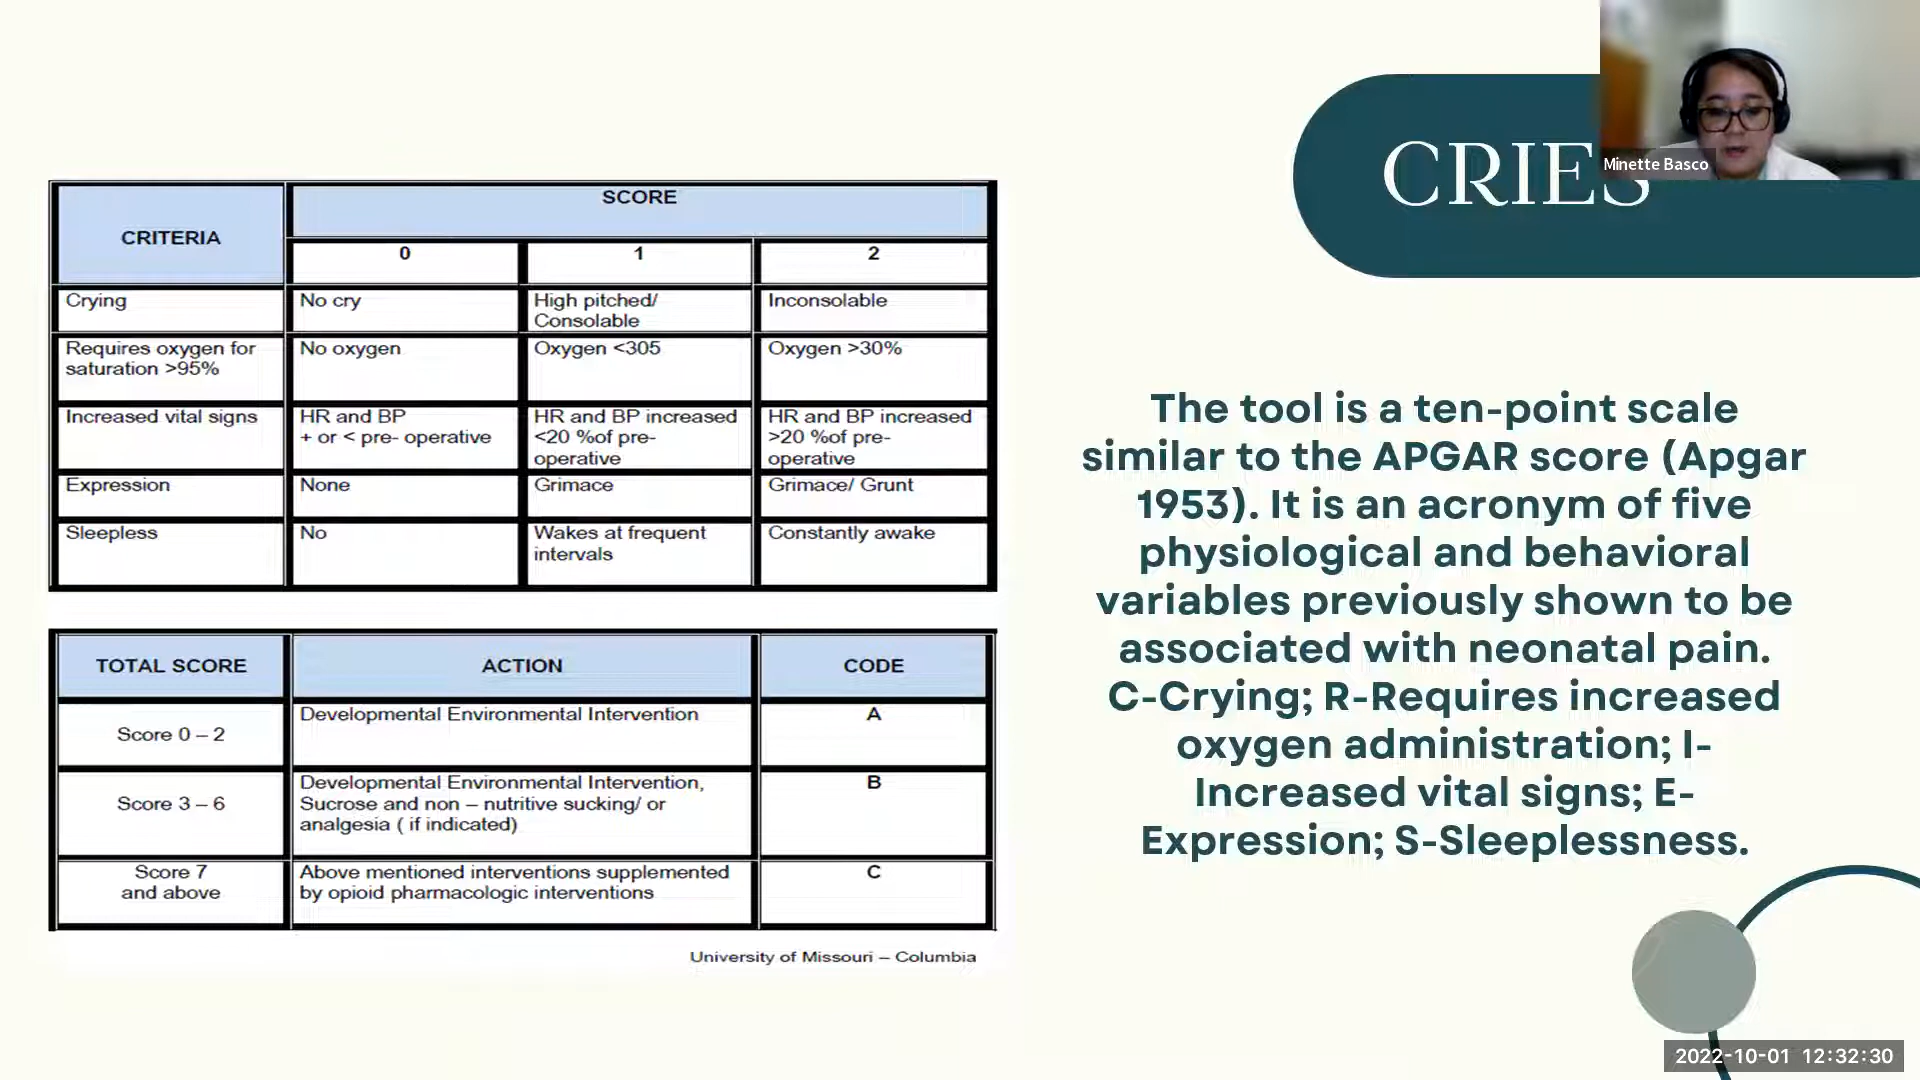 CRIES
Minette Basco
CRITERIA
SCORE
0 1 2
Crying No cry High pitched/ Inconsolable
Consolable
Requires oxygen for No oxygen Oxygen <305 Oxygen >30%
saturation >95%
Increased vital signs HR and BP HR and BP increased HR and BP increased
+ or < pre- operative <20 %of pre- >20 %of pre-
operative operative
Expression None Grimace Grimace/ Grunt
Sleepless No Wakes at frequent Constantly awake
intervals
TOTAL SCORE ACTION CODE
Score 0 – 2 Developmental Environmental Intervention A
Score 3 – 6 Developmental Environmental Intervention, B
Sucrose and non – nutritive sucking/ or
analgesia ( if indicated)
Score 7 Above mentioned interventions supplemented C
and above by opioid pharmacologic interventions
University of Missouri – Columbia
The tool is a ten-point scale
similar to the APGAR score (Apgar
1953). It is an acronym of five
physiological and behavioral
variables previously shown to be
associated with neonatal pain.
C-Crying; R-Requires increased
oxygen administration; I-
Increased vital signs; E-
Expression; S-Sleeplessness.
2022-10-01 12:32:30